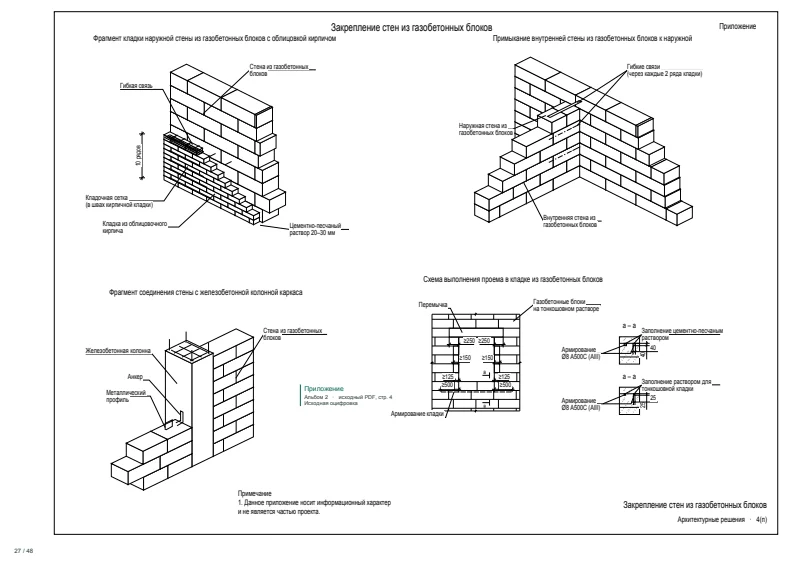 Закрепление стен из газобетонных блоков
Приложение
Фрагмент кладки наружной стены из газобетонных блоков с облицовкой кирпичом
Примыкание внутренней стены из газобетонных блоков к наружной
Стена из газобетонных
блоков
Гибкая связь
10 рядов
Кладочная сетка
(в швах кирпичной кладки)
Кладка из облицовочного
кирпича
Цементно-песчаный
раствор 20–30 мм
Гибкие связи
(через каждые 2 ряда кладки)
Наружная стена из
газобетонных блоков
Внутренняя стена из
газобетонных блоков
Фрагмент соединения стены с железобетонной колонной каркаса
Стена из газобетонных
блоков
Железобетонная колонна
Анкер
Металлический
профиль
Приложение
Альбом 2 · исходный PDF, стр. 4
Исходная оцифровка
Схема выполнения проема в кладке из газобетонных блоков
Перемычка
Газобетонные блоки
на тонкошовном растворе
≥250 ≥250
≥150 ≥150
≥125 ≥125
≥500 ≥500
а
а
Армирование кладки
а – а
Заполнение цементно-песчаным
раствором
Армирование
Ø8 А500С (АIII)
40
а – а
Заполнение раствором для
тонкошовной кладки
Армирование
Ø8 А500С (АIII)
25
Примечание
1. Данное приложение носит информационный характер
и не является частью проекта.
Закрепление стен из газобетонных блоков
Архитектурные решения · 4(п)
27 / 48